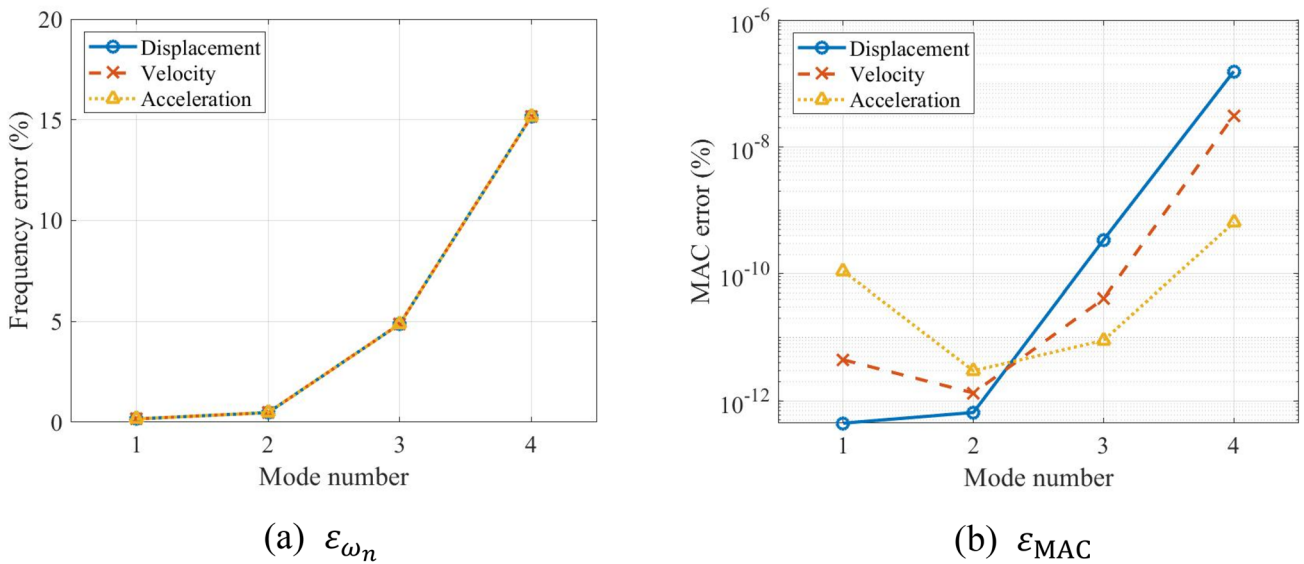 Frequency error (%)
20
15
10
5
0
Displacement
Velocity
Acceleration
1 2 3 4
Mode number
(a) εωₙ
MAC error (%)
10⁻⁶
10⁻⁸
10⁻¹⁰
10⁻¹²
Displacement
Velocity
Acceleration
1 2 3 4
Mode number
(b) εMAC